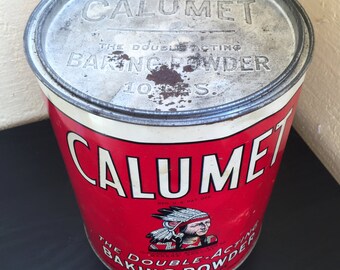 CALUMET
THE DOUBLE-ACTING
BAKING POWDER
10 LBS.
CALUMET
THE DOUBLE-ACTING
BAKING POWDER